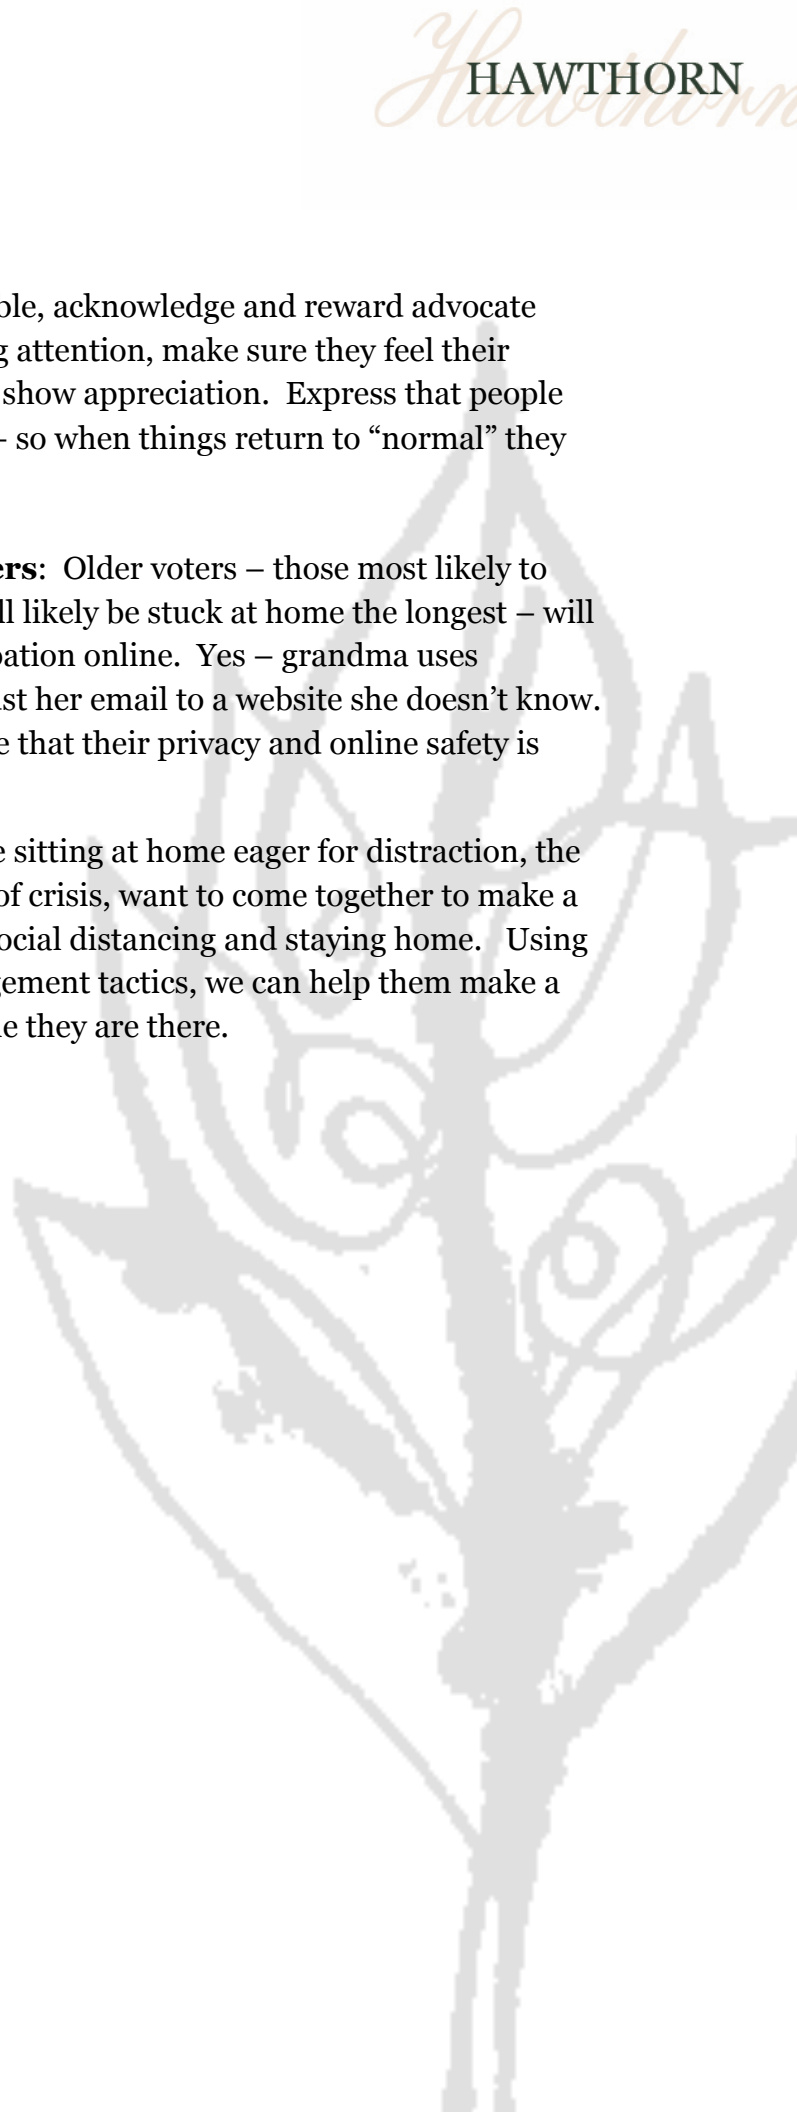 Hawthorn
HAWTHORN
ble, acknowledge and reward advocate
g attention, make sure they feel their
show appreciation.  Express that people
– so when things return to “normal” they
ers:  Older voters – those most likely to
ll likely be stuck at home the longest – will
pation online.  Yes – grandma uses
ust her email to a website she doesn’t know.
e that their privacy and online safety is
e sitting at home eager for distraction, the
of crisis, want to come together to make a
ocial distancing and staying home.   Using
gement tactics, we can help them make a
le they are there.